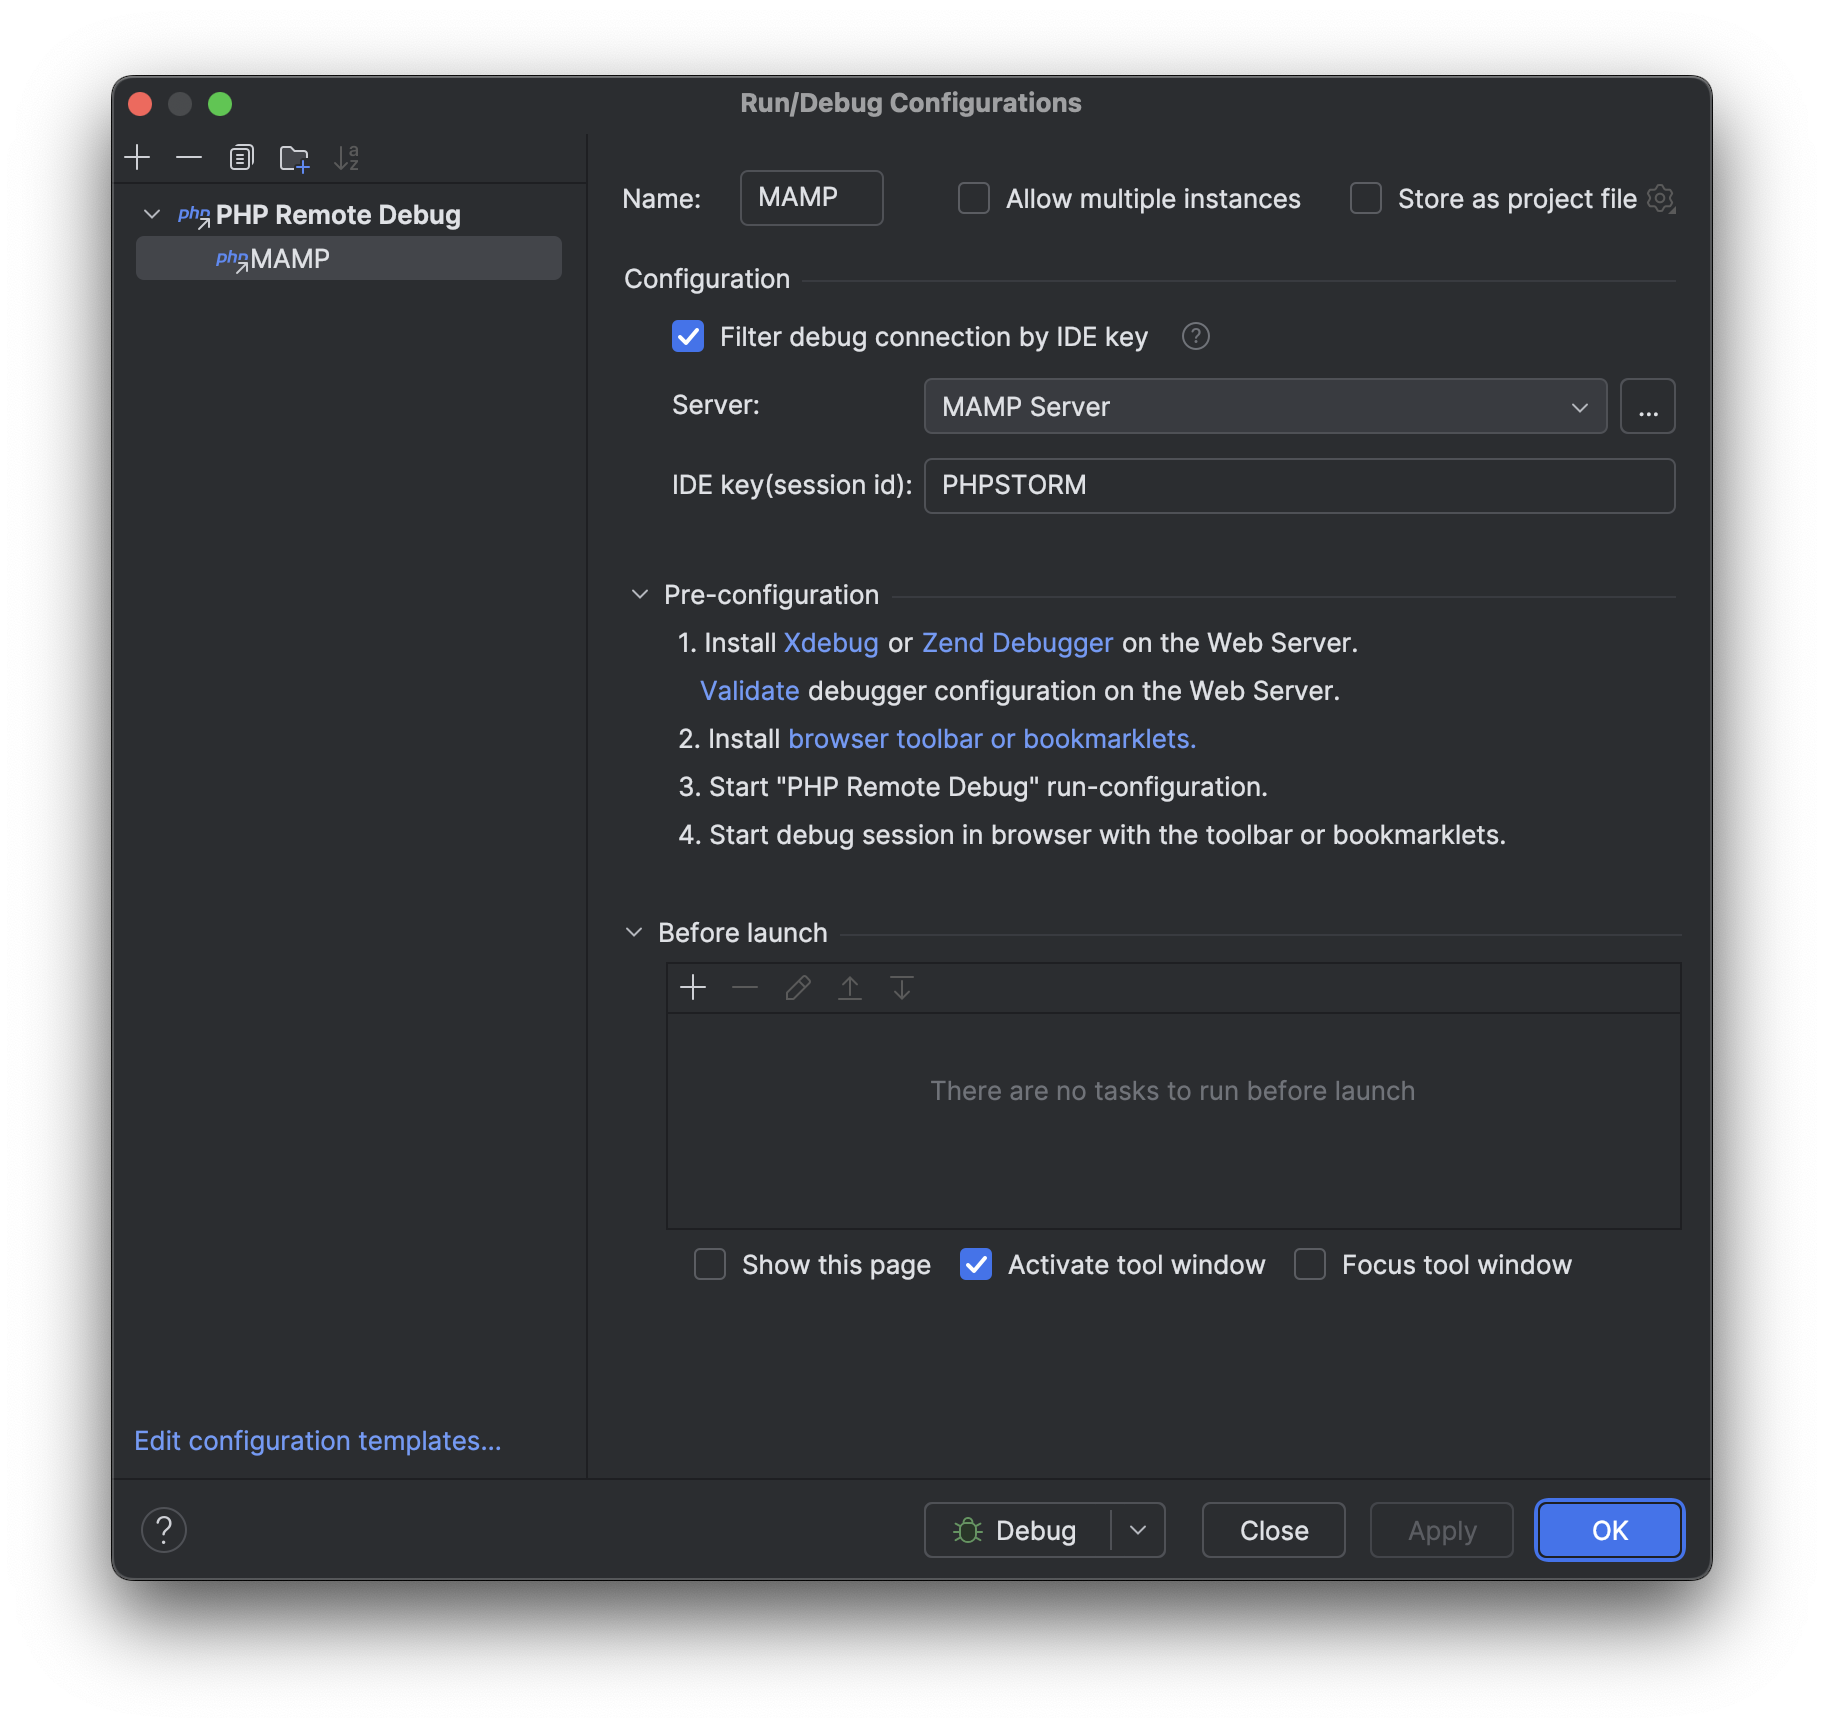 Run/Debug Configurations
php PHP Remote Debug
php MAMP
Name: MAMP Allow multiple instances Store as project file
Configuration
Filter debug connection by IDE key ?
Server: MAMP Server ...
IDE key(session id): PHPSTORM
Pre-configuration
1. Install Xdebug or Zend Debugger on the Web Server.
Validate debugger configuration on the Web Server.
2. Install browser toolbar or bookmarklets.
3. Start "PHP Remote Debug" run-configuration.
4. Start debug session in browser with the toolbar or bookmarklets.
Before launch
There are no tasks to run before launch
Show this page Activate tool window Focus tool window
Edit configuration templates...
? Debug Close Apply OK